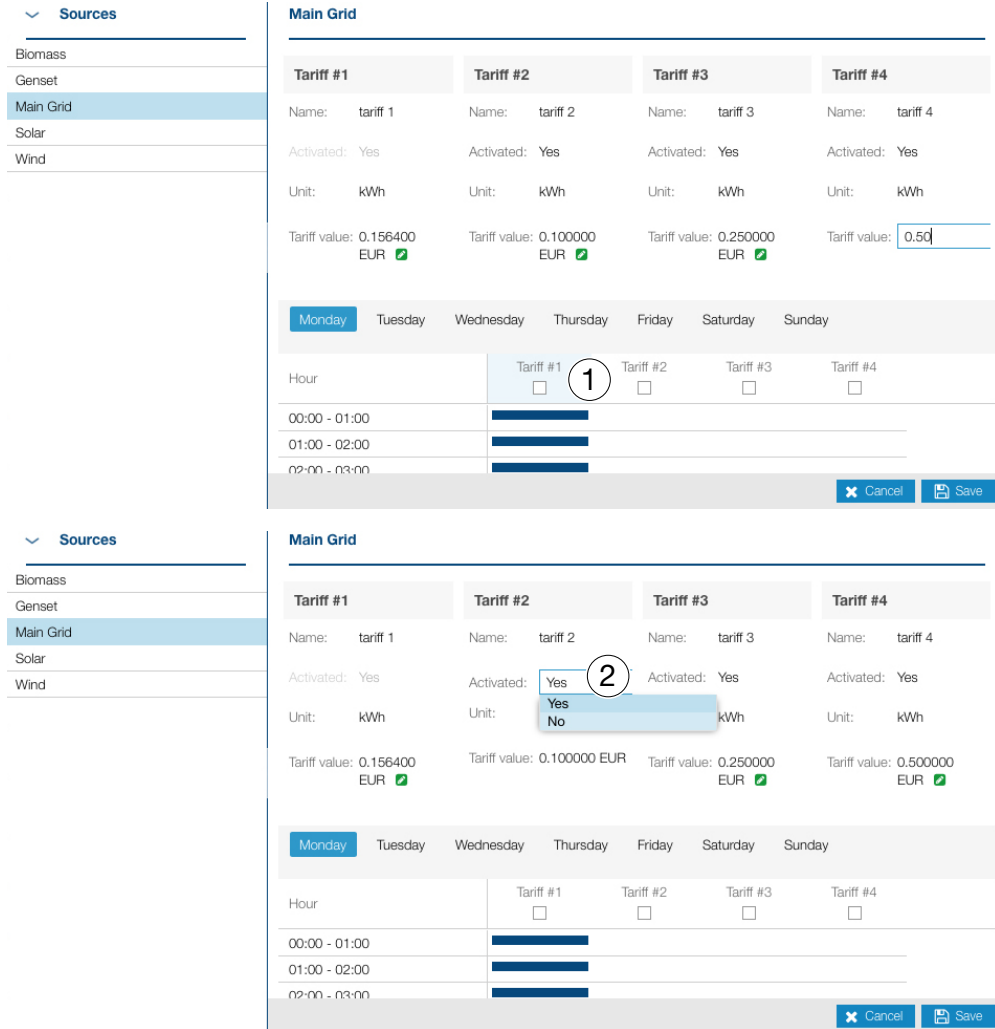 Sources
Main Grid
Biomass
Genset
Main Grid
Solar
Wind
Tariff #1 Tariff #2 Tariff #3 Tariff #4
Name: tariff 1 Name: tariff 2 Name: tariff 3 Name: tariff 4
Activated: Yes Activated: Yes Activated: Yes Activated: Yes
Unit: kWh Unit: kWh Unit: kWh Unit: kWh
Tariff value: 0.156400 Tariff value: 0.100000 Tariff value: 0.250000 Tariff value: 0.50
EUR EUR EUR
Monday Tuesday Wednesday Thursday Friday Saturday Sunday
Hour Tariff #1 1 Tariff #2 Tariff #3 Tariff #4
00:00 - 01:00
01:00 - 02:00
02:00 - 03:00
Cancel Save
Sources
Main Grid
Biomass
Genset
Main Grid
Solar
Wind
Tariff #1 Tariff #2 Tariff #3 Tariff #4
Name: tariff 1 Name: tariff 2 Name: tariff 3 Name: tariff 4
Activated: Yes Activated: Yes 2 Activated: Yes Activated: Yes
Yes
No
Unit: kWh Unit: kWh Unit: kWh
Tariff value: 0.156400 Tariff value: 0.100000 EUR Tariff value: 0.250000 Tariff value: 0.500000
EUR EUR EUR
Monday Tuesday Wednesday Thursday Friday Saturday Sunday
Hour Tariff #1 Tariff #2 Tariff #3 Tariff #4
00:00 - 01:00
01:00 - 02:00
02:00 - 03:00
Cancel Save